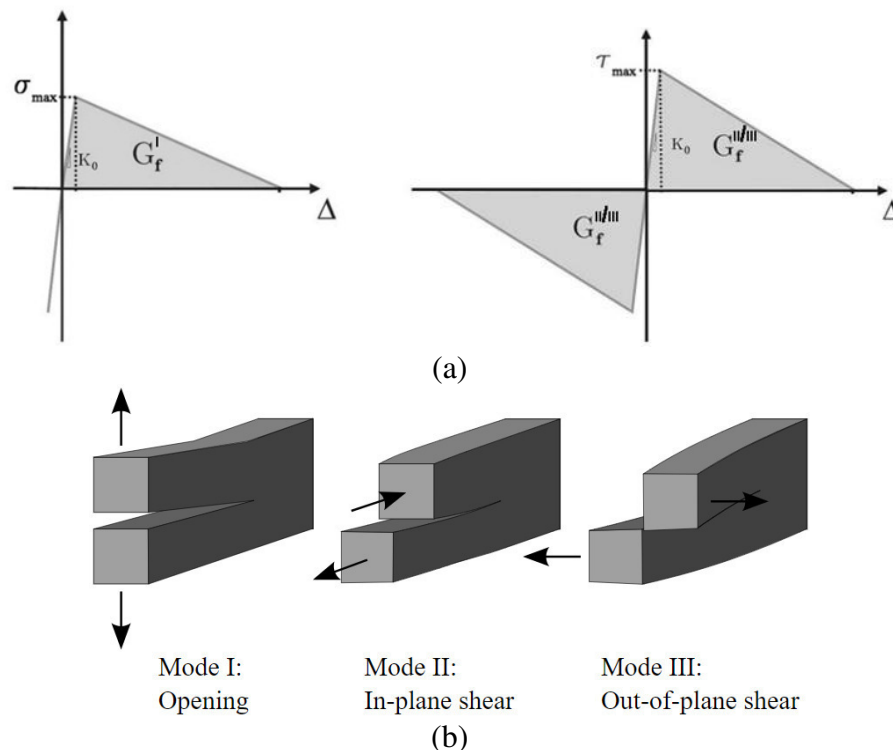 σmax
K₀
G_f^I
Δ
τmax
K₀
G_f^II/III
Δ
G_f^II/III
(a)
Mode I:
Opening
Mode II:
In-plane shear
Mode III:
Out-of-plane shear
(b)